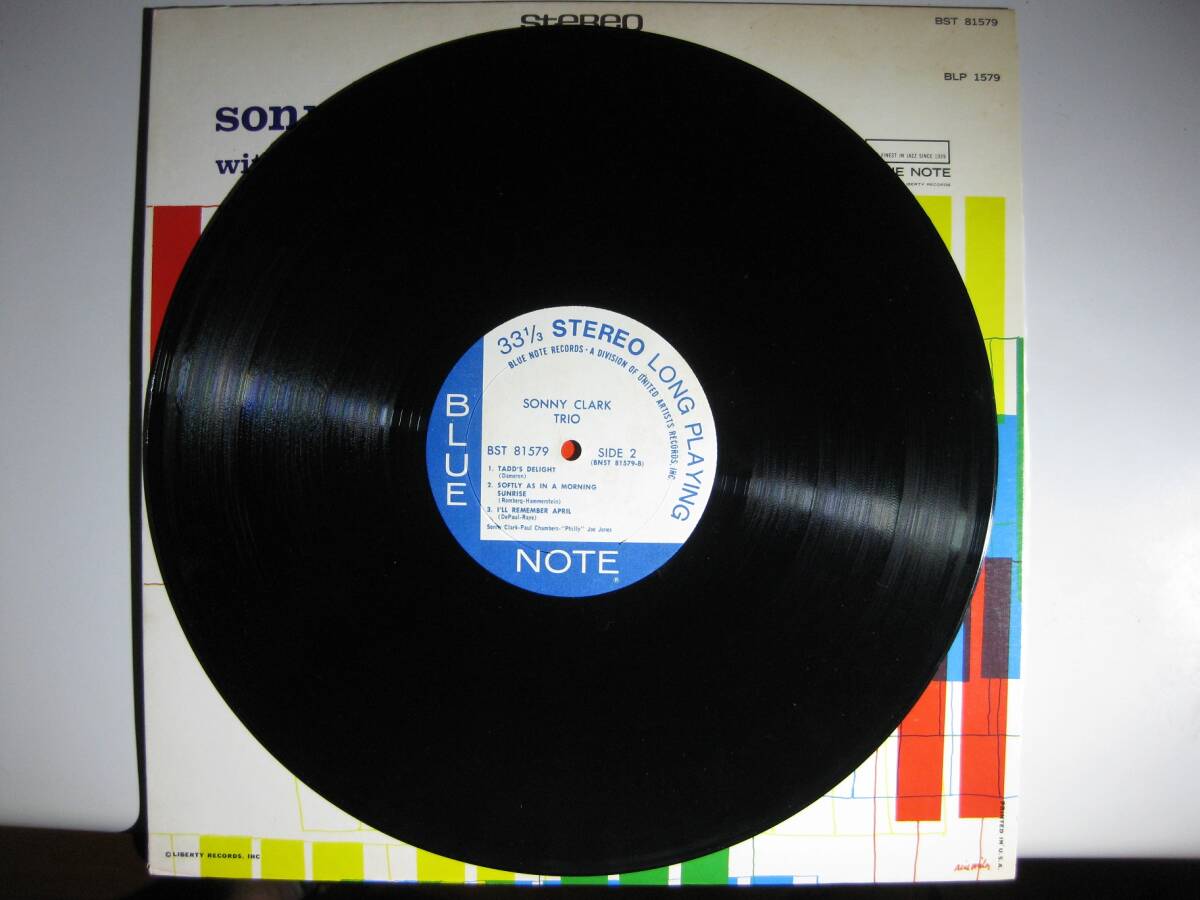 stereo
BST 81579
BLP 1579
FINEST IN JAZZ SINCE 1939
NOTE
LIBERTY RECORDS
33 1/3 STEREO LONG PLAYING
BLUE NOTE RECORDS · A DIVISION OF UNITED ARTISTS RECORDS, INC
SONNY CLARK
TRIO
BST 81579 SIDE 2
(BNST 81579-B)
1. TADD'S DELIGHT
(Dameron)
2. SOFTLY AS IN A MORNING
SUNRISE
(Romberg-Hammerstein)
3. I'LL REMEMBER APRIL
(DePaul-Raye)
Sonny Clark-Paul Chambers-"Philly" Joe Jones
BLUE
NOTE®
© LIBERTY RECORDS, INC
PRINTED IN U.S.A.